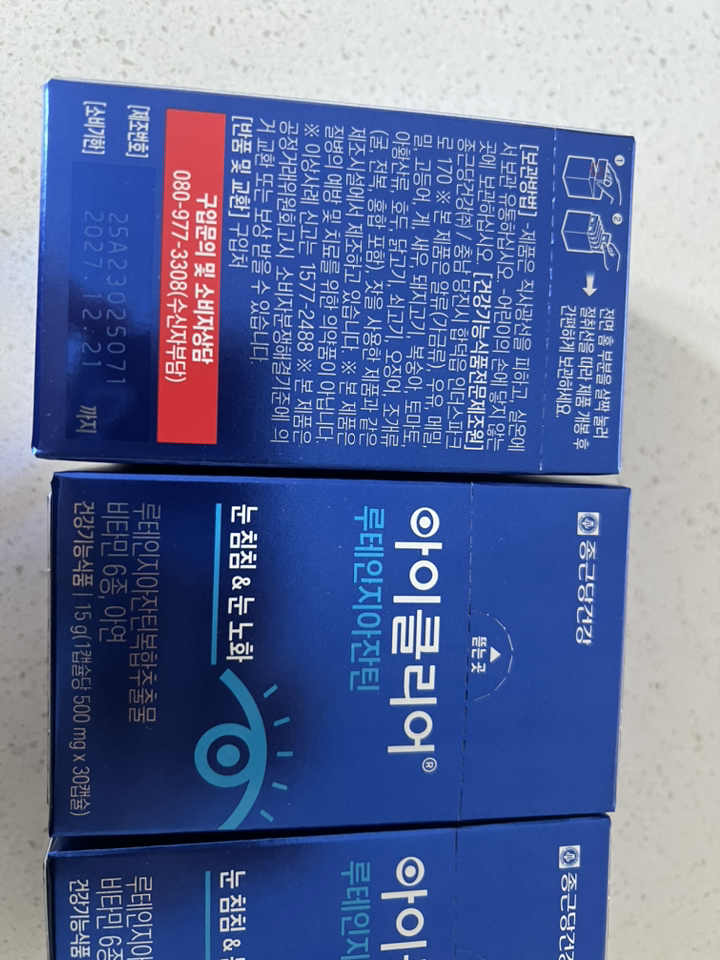 1
2
전면 홈 부분을 살짝 눌러
절취선을 따라 제품 개봉 후
간편하게 보관하세요
[보관방법] -제품은 직사광선을 피하고, 실온에
서 보관·유통하십시오. -어린이의 손에 닿지 않는
곳에 보관하십시오. [건강기능식품전문제조원]
종근당건강㈜ / 충남 당진시 합덕읍 인더스파크
로 170 ※ 본 제품은 알류(가금류), 우유, 메밀,
밀, 고등어, 게, 새우, 돼지고기, 복숭아, 토마토,
아황산류, 호두, 닭고기, 쇠고기, 오징어, 조개류
(굴, 전복, 홍합 포함), 잣을 사용한 제품과 같은
제조시설에서 제조하고 있습니다. ※ 본 제품은
질병의 예방 및 치료를 위한 의약품이 아닙니다.
※ 이상사례 신고는 1577-2488 ※ 본 제품은
공정거래위원회고시 소비자분쟁해결기준에 의
거 교환 또는 보상 받을 수 있습니다.
[반품 및 교환] 구입처
구입문의 및 소비자상담
080-977-3308(수신자부담)
[제조번호] 25A23025071
[소비기한] 2027.12.21 까지
종근당건강
뜯는 곳
아이클리어®
루테인지아잔틴
눈 침침 & 눈 노화
루테인지아잔틴복합추출물
비타민 6종, 아연
건강기능식품 | 15 g(1캡슐당 500 mg x 30캡슐)
종근당건강
아이
루테인지
눈 침침 &
루테인지아
비타민 6종
건강기능식품